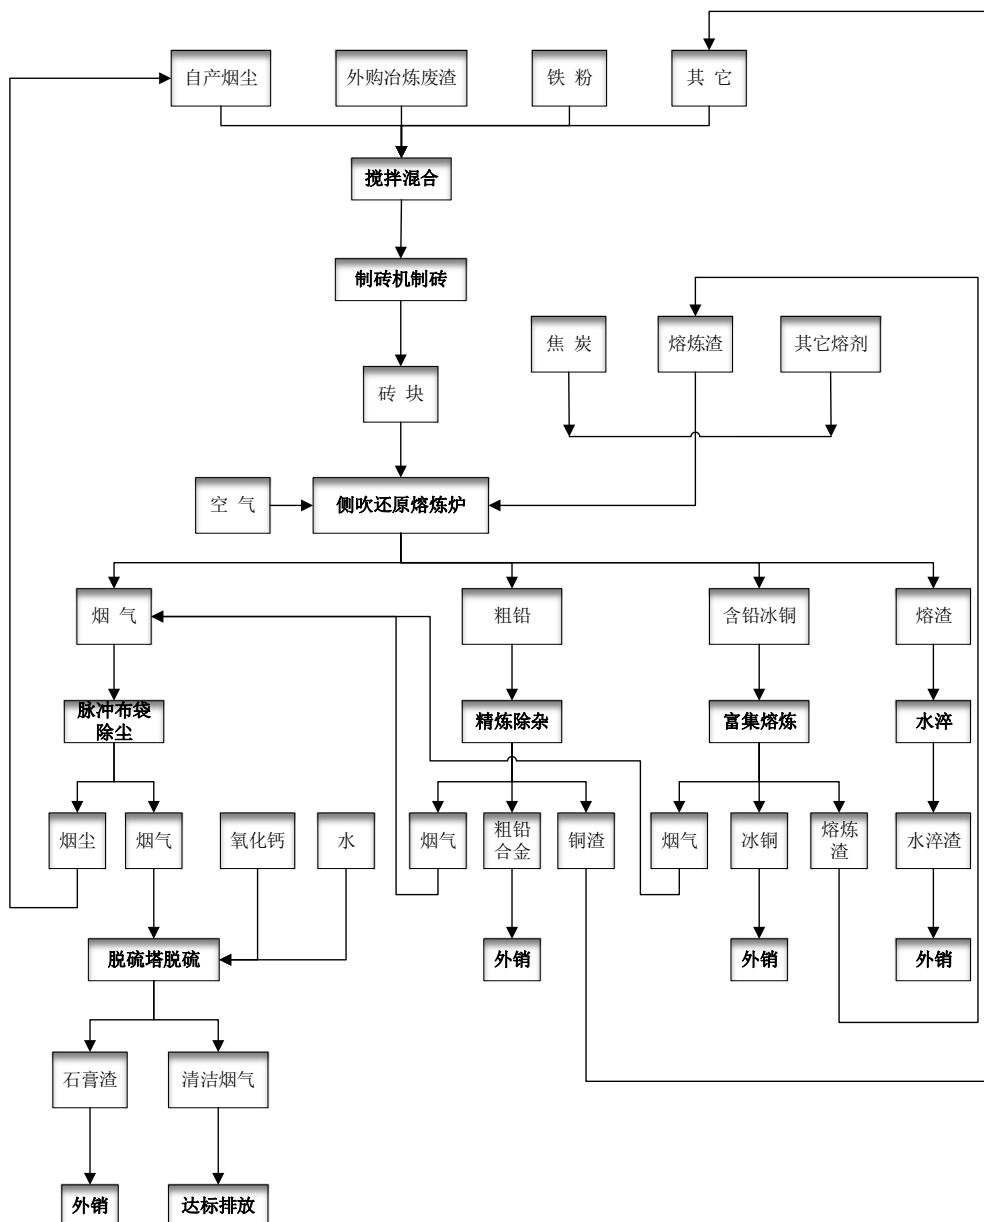 自产烟尘
外购冶炼废渣
铁 粉
其 它
搅拌混合
制砖机制砖
焦 炭
熔炼渣
其它熔剂
砖 块
空 气
侧吹还原熔炼炉
烟 气
粗铅
含铅冰铜
熔渣
脉冲布袋
除尘
精炼除杂
富集熔炼
水淬
烟尘
烟气
氧化钙
水
烟气
粗铅
合金
铜渣
烟气
冰铜
熔炼
渣
水淬渣
脱硫塔脱硫
外销
外销
外销
石膏渣
清洁烟气
外销
达标排放